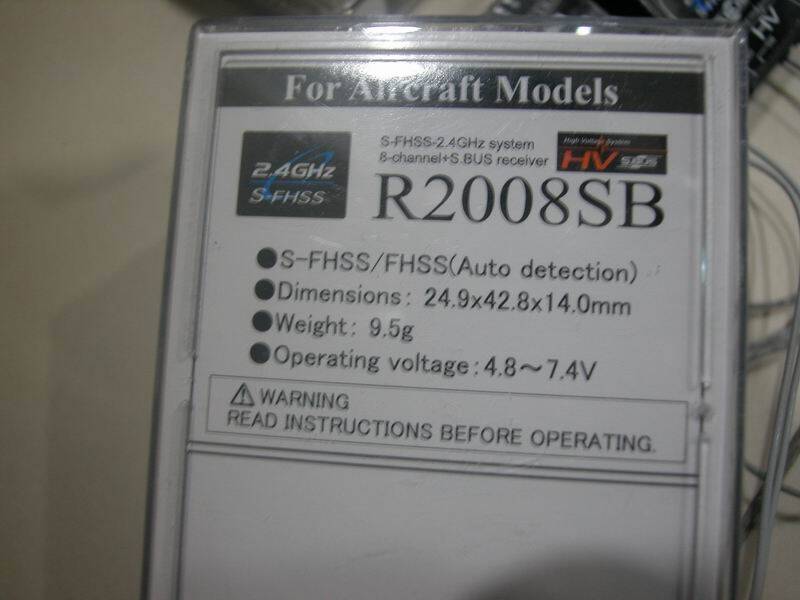 For Aircraft Models
S-FHSS-2.4GHz system
8-channel+S.BUS receiver
High Voltage System
HV S.BUS
2.4GHz
S-FHSS
R2008SB
●S-FHSS/FHSS(Auto detection)
●Dimensions: 24.9x42.8x14.0mm
●Weight: 9.5g
●Operating voltage:4.8~7.4V
⚠WARNING
READ INSTRUCTIONS BEFORE OPERATING.
HV